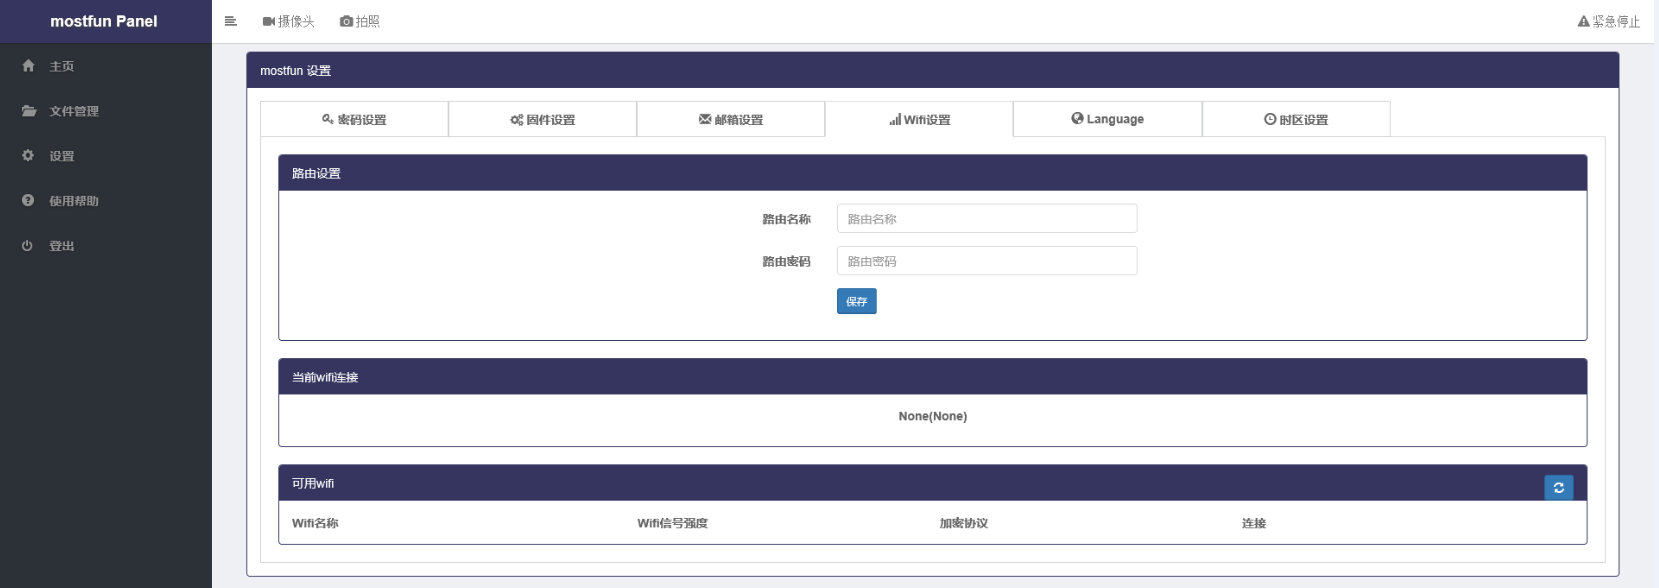 mostfun Panel
摄像头 拍照 紧急停止
主页
文件管理
设置
使用帮助
登出
mostfun 设置
密码设置 固件设置 邮箱设置 Wifi设置 Language 时区设置
路由设置
路由名称 路由名称
路由密码 路由密码
保存
当前wifi连接
None(None)
可用wifi
Wifi名称 Wifi信号强度 加密协议 连接